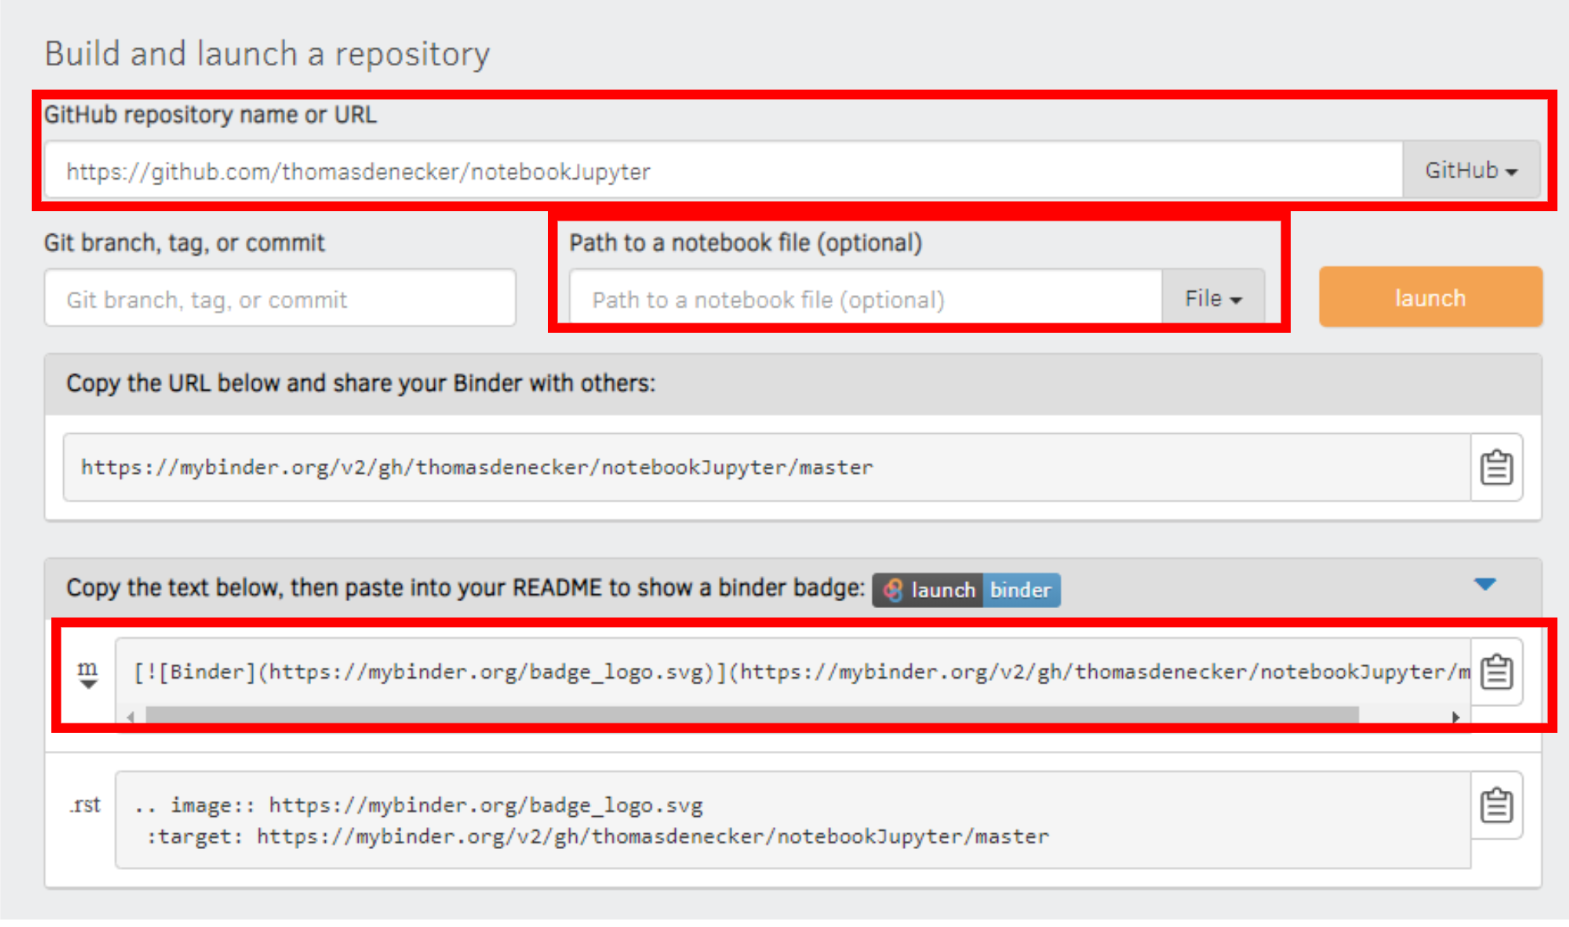 Build and launch a repository
GitHub repository name or URL
https://github.com/thomasdenecker/notebookJupyter
GitHub
Git branch, tag, or commit
Path to a notebook file (optional)
Git branch, tag, or commit
Path to a notebook file (optional)
File
launch
Copy the URL below and share your Binder with others:
https://mybinder.org/v2/gh/thomasdenecker/notebookJupyter/master
Copy the text below, then paste into your README to show a binder badge:
launch binder
m
[![Binder](https://mybinder.org/badge_logo.svg)](https://mybinder.org/v2/gh/thomasdenecker/notebookJupyter/m
.rst
.. image:: https://mybinder.org/badge_logo.svg
:target: https://mybinder.org/v2/gh/thomasdenecker/notebookJupyter/master